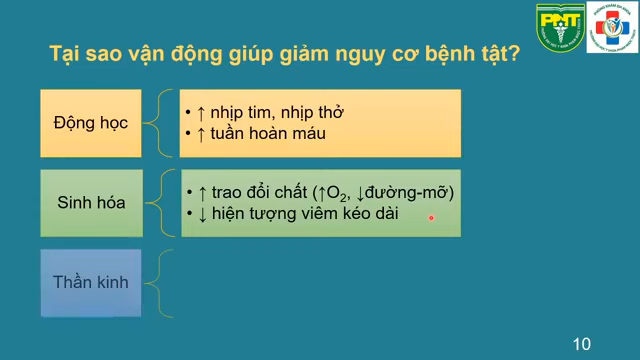 PNT
Tại sao vận động giúp giảm nguy cơ bệnh tật?
Động học
• ↑ nhịp tim, nhịp thở
• ↑ tuần hoàn máu
Sinh hóa
• ↑ trao đổi chất (↑O₂, ↓đường-mỡ)
• ↓ hiện tượng viêm kéo dài
Thần kinh
10